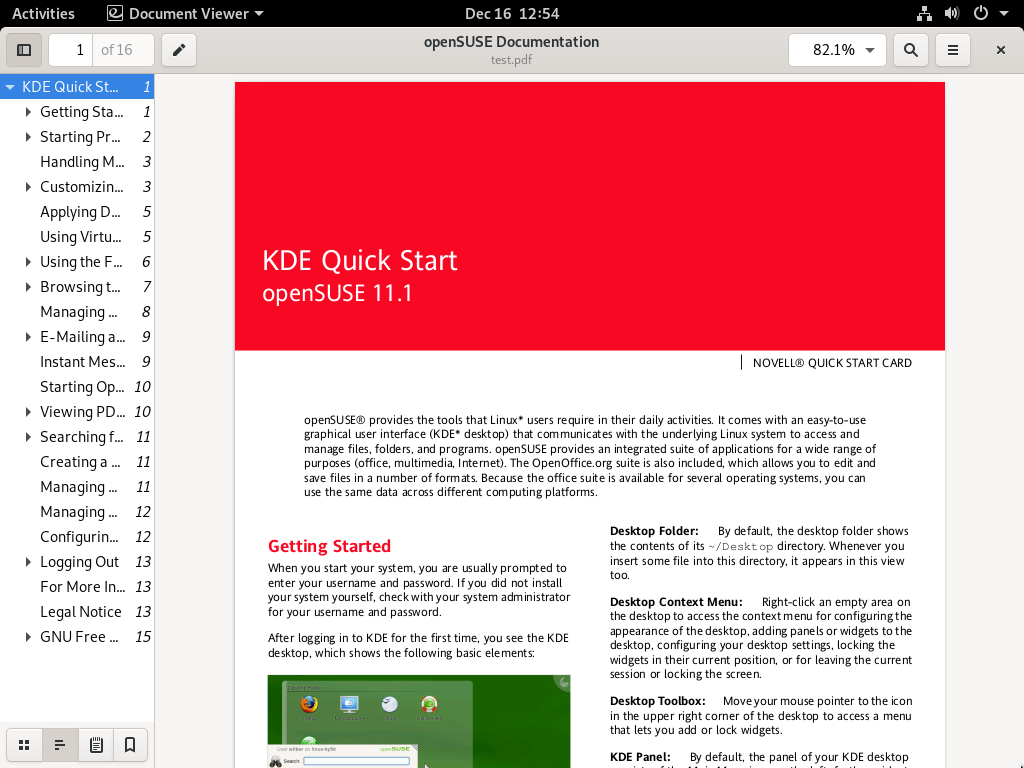 Activities
Document Viewer
Dec 16 12:54
1
of 16
openSUSE Documentation
test.pdf
82.1%
KDE Quick St... 1
Getting Sta... 1
Starting Pr... 2
Handling M... 3
Customizin... 3
Applying D... 5
Using Virtu... 5
Using the F... 6
Browsing t... 7
Managing ... 8
E-Mailing a... 9
Instant Mes... 9
Starting Op... 10
Viewing PD... 10
Searching f... 11
Creating a ... 11
Managing ... 11
Managing ... 12
Configurin... 12
Logging Out 13
For More In... 13
Legal Notice 13
GNU Free ... 15
KDE Quick Start
openSUSE 11.1
NOVELL® QUICK START CARD
openSUSE® provides the tools that Linux* users require in their daily activities. It comes with an easy-to-use
graphical user interface (KDE* desktop) that communicates with the underlying Linux system to access and
manage files, folders, and programs. openSUSE provides an integrated suite of applications for a wide range of
purposes (office, multimedia, Internet). The OpenOffice.org suite is also included, which allows you to edit and
save files in a number of formats. Because the office suite is available for several operating systems, you can
use the same data across different computing platforms.
Getting Started
When you start your system, you are usually prompted to
enter your username and password. If you did not install
your system yourself, check with your system administrator
for your username and password.
After logging in to KDE for the first time, you see the KDE
desktop, which shows the following basic elements:
openSUSE
Search:
Desktop Folder: By default, the desktop folder shows
the contents of its ~/Desktop directory. Whenever you
insert some file into this directory, it appears in this view
too.
Desktop Context Menu: Right-click an empty area on
the desktop to access the context menu for configuring the
appearance of the desktop, adding panels or widgets to the
desktop, configuring your desktop settings, locking the
widgets in their current position, or for leaving the current
session or locking the screen.
Desktop Toolbox: Move your mouse pointer to the icon
in the upper right corner of the desktop to access a menu
that lets you add or lock widgets.
KDE Panel: By default, the panel of your KDE desktop